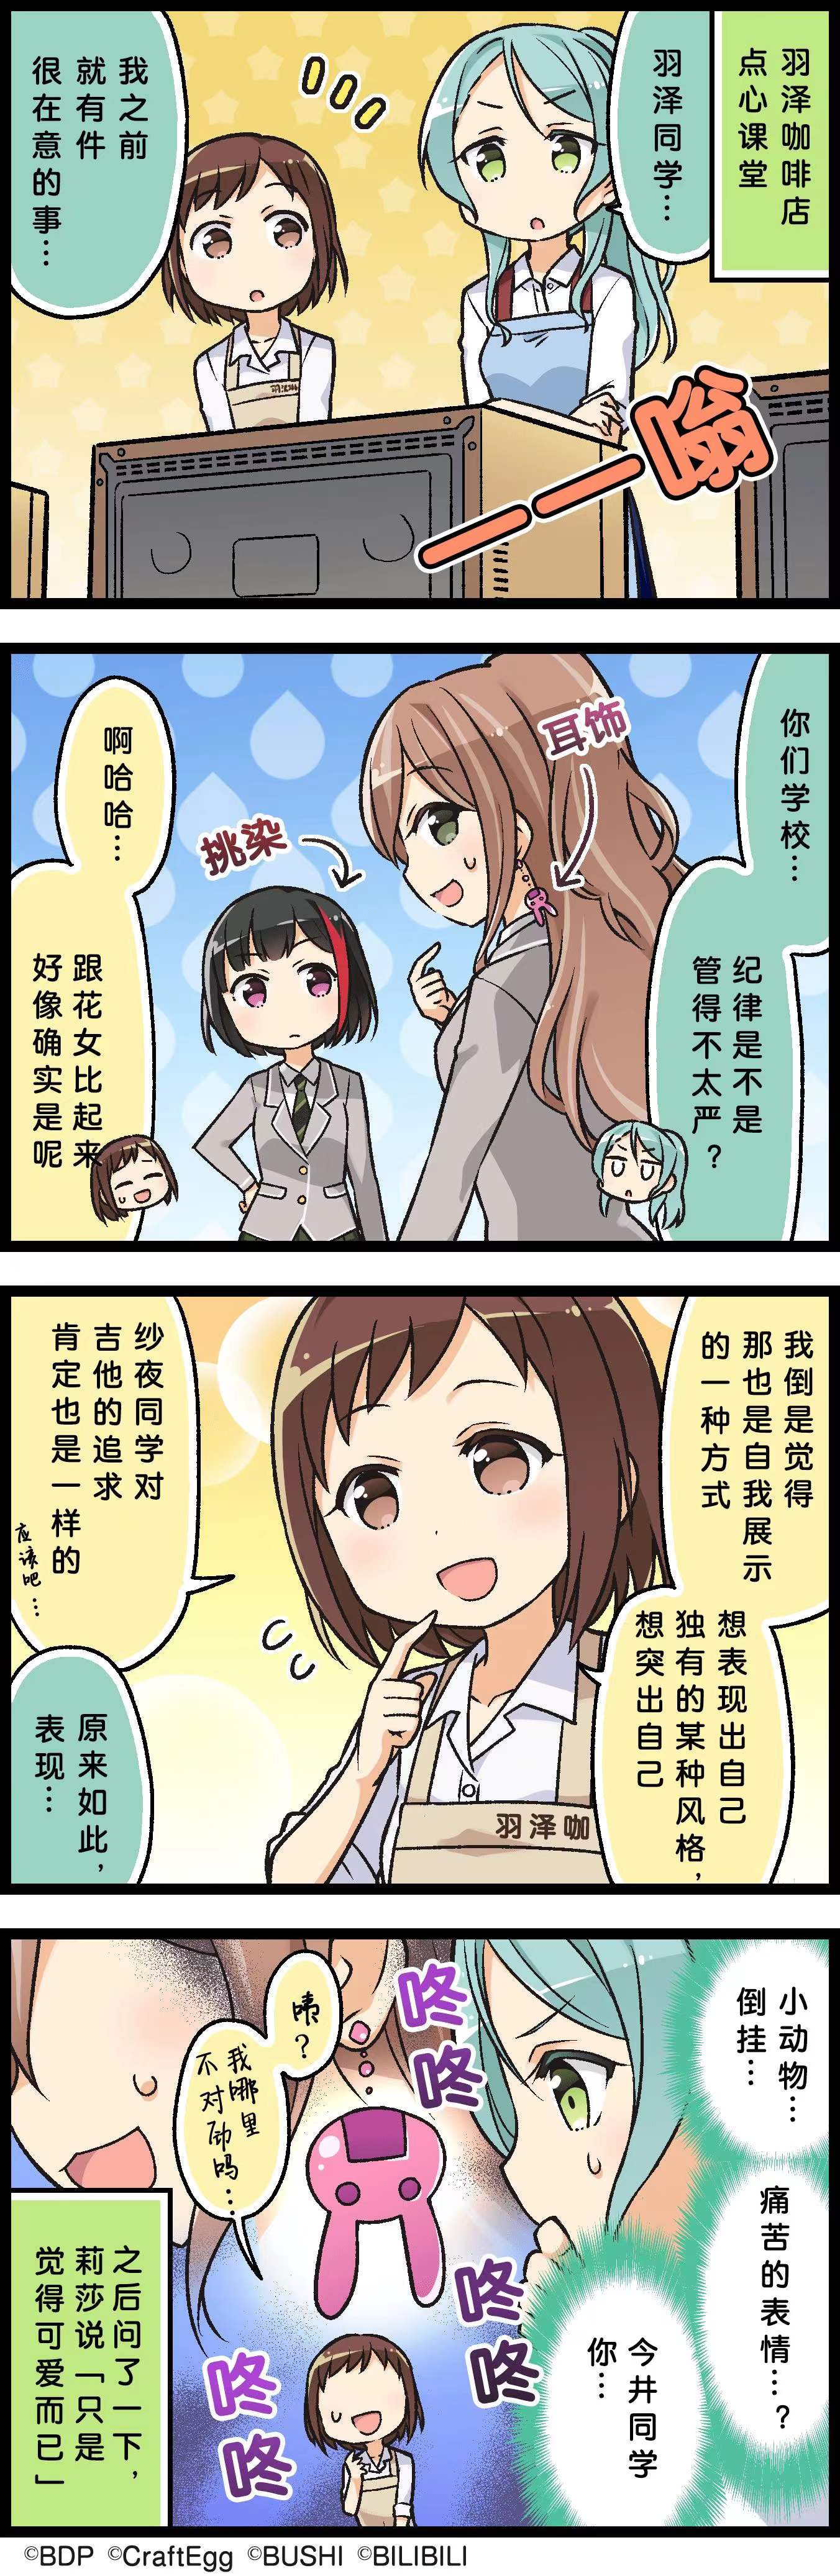 羽泽咖啡店
点心课堂
羽泽同学…
我之前
就有件
很在意的事…
羽泽咖
嗡——
你们学校…
纪律是不是
管得不太严？
耳饰
挑染
啊哈哈…
跟花女比起来
好像确实是呢
我倒是觉得
那也是自我展示
的一种方式
想表现出自己
独有的某种风格，
想突出自己
羽泽咖
纱夜同学对
吉他的追求
肯定也是一样的
应该吧…
原来如此，
表现…
小动物…
倒挂…
痛苦的表情…？
今井同学
你…
咚
咚
咦？
我哪里
不对劲吗…
咚
咚
咚
咚
之后问了一下，
莉莎说「只是
觉得可爱而已」
©BDP ©CraftEgg ©BUSHI ©BILIBILI